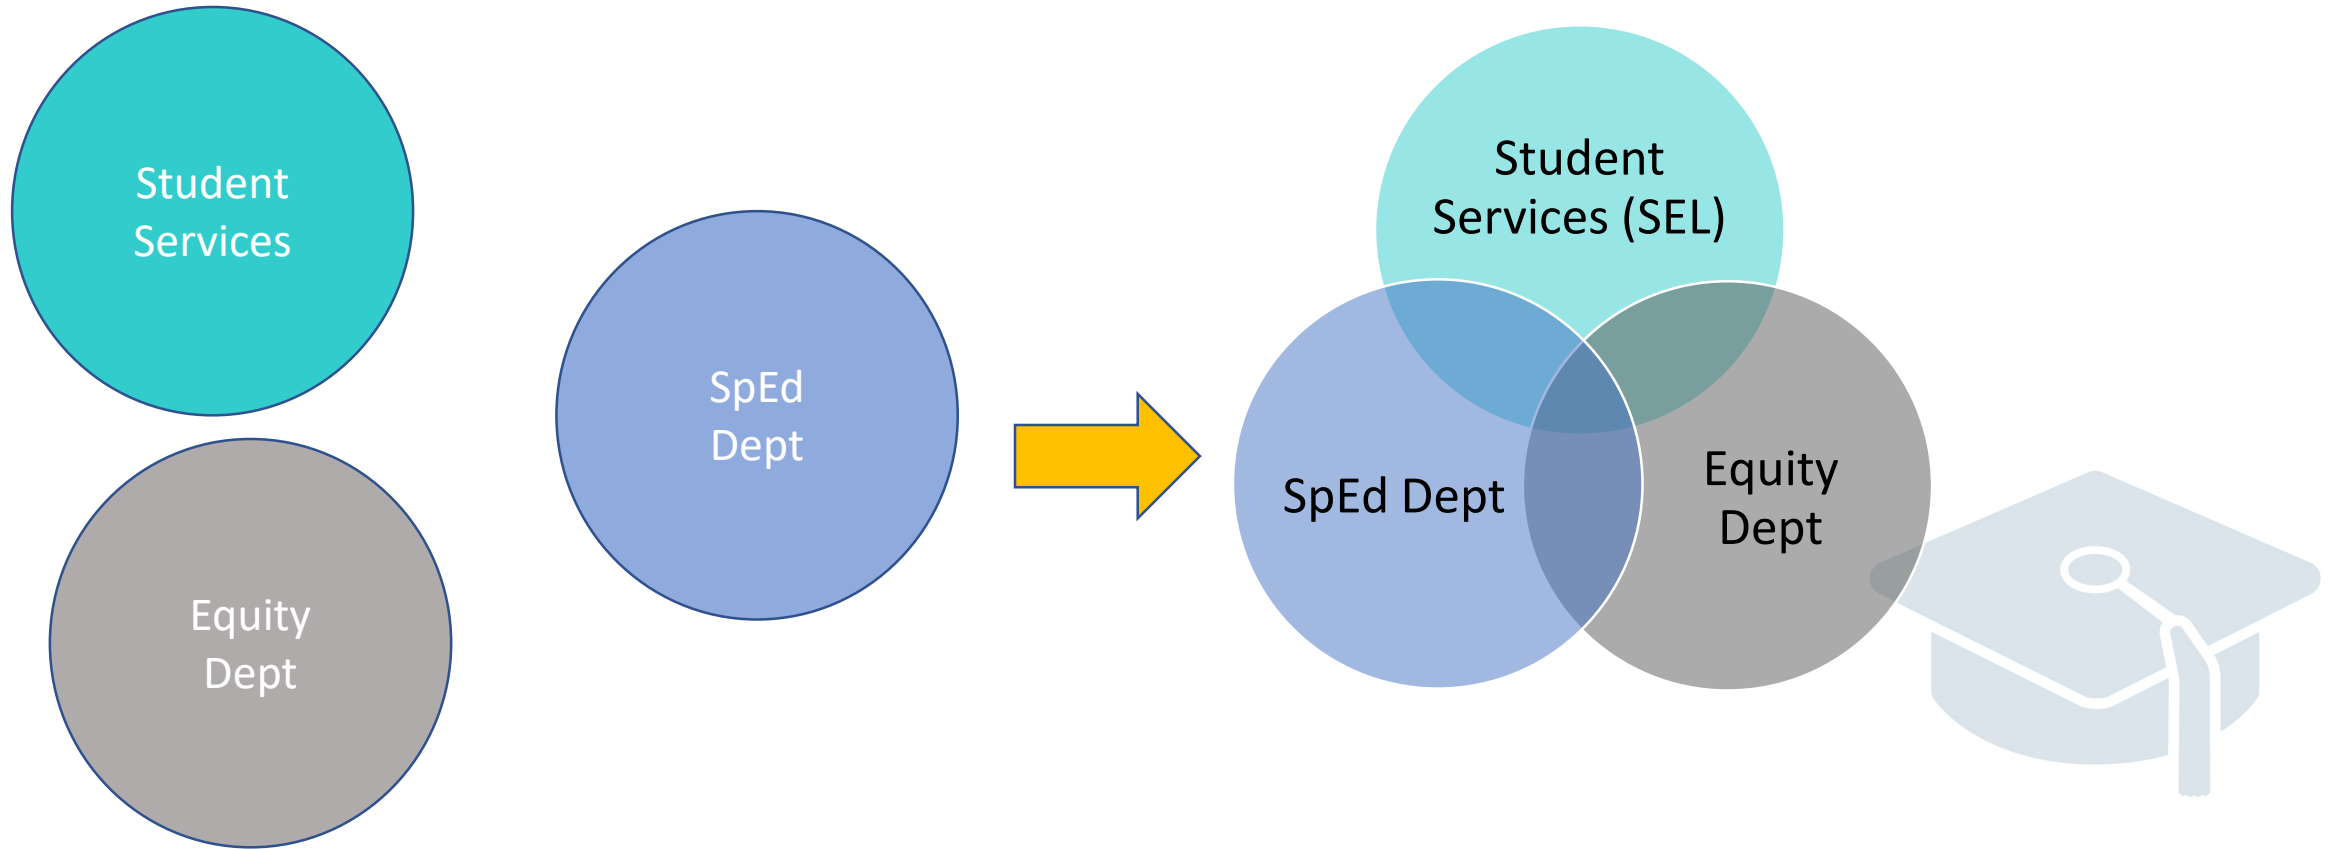 Student
Services
Equity
Dept
SpEd
Dept
Student
Services (SEL)
SpEd Dept
Equity
Dept